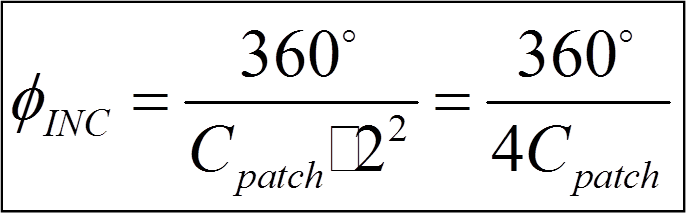 ϕ_INC = 360° / (C_patch · 2²) = 360° / (4C_patch)